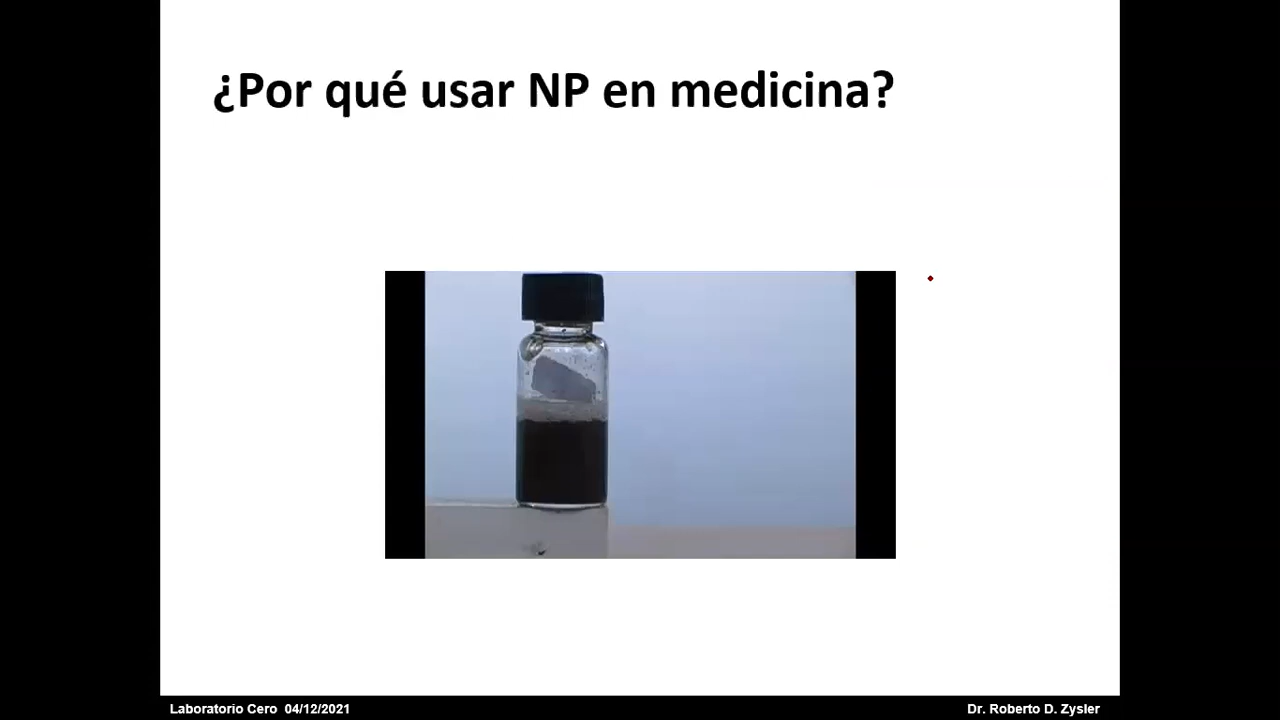 ¿Por qué usar NP en medicina?
Laboratorio Cero 04/12/2021
Dr. Roberto D. Zysler